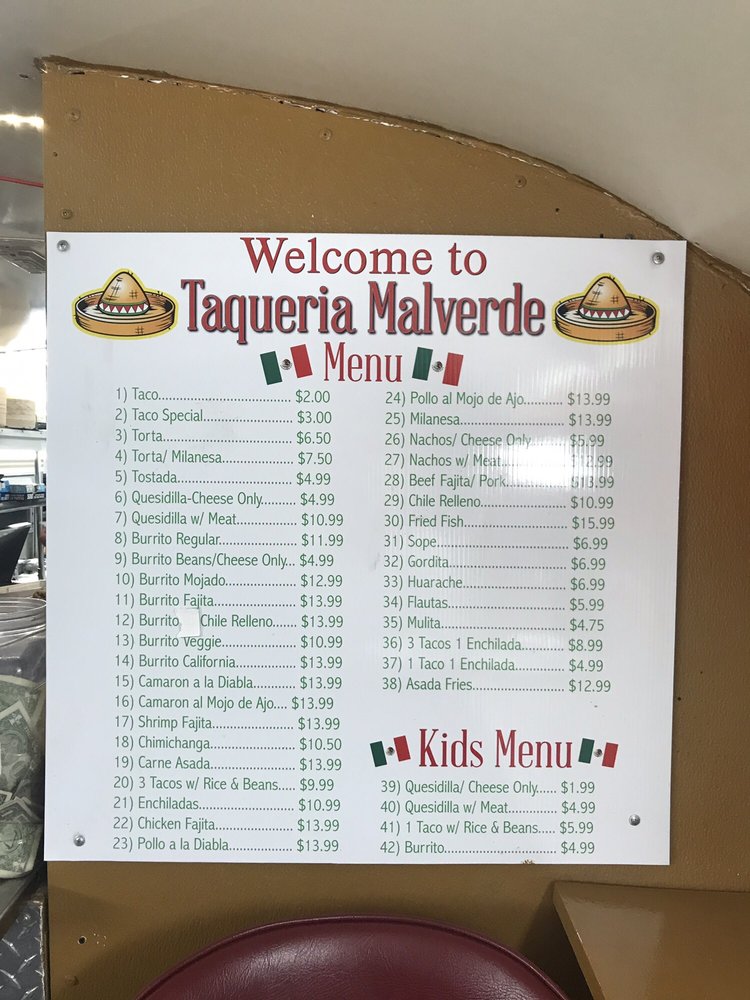 Welcome to
Taqueria Malverde
Menu
1) Taco..................................... $2.00
2) Taco Special......................... $3.00
3) Torta..................................... $6.50
4) Torta/ Milanesa.................... $7.50
5) Tostada................................ $4.99
6) Quesidilla-Cheese Only.......... $4.99
7) Quesidilla w/ Meat................. $10.99
8) Burrito Regular...................... $11.99
9) Burrito Beans/Cheese Only... $4.99
10) Burrito Mojado.................... $12.99
11) Burrito Fajita....................... $13.99
12) Burrito Chile Relleno....... $13.99
13) Burrito Veggie..................... $10.99
14) Burrito California................. $13.99
15) Camaron a la Diabla............ $13.99
16) Camaron al Mojo de Ajo.... $13.99
17) Shrimp Fajita....................... $13.99
18) Chimichanga........................ $10.50
19) Carne Asada........................ $13.99
20) 3 Tacos w/ Rice & Beans..... $9.99
21) Enchiladas........................... $10.99
22) Chicken Fajita...................... $13.99
23) Pollo a la Diabla.................. $13.99
24) Pollo al Mojo de Ajo........... $13.99
25) Milanesa.............................. $13.99
26) Nachos/ Cheese Only.......... $5.99
27) Nachos w/ Meat..................
28) Beef Fajita/ Pork.................. $13.99
29) Chile Relleno........................ $10.99
30) Fried Fish............................. $15.99
31) Sope..................................... $6.99
32) Gordita................................. $6.99
33) Huarache.............................. $6.99
34) Flautas.................................. $5.99
35) Mulita................................... $4.75
36) 3 Tacos 1 Enchilada............. $8.99
37) 1 Taco 1 Enchilada.............. $4.99
38) Asada Fries.......................... $12.99
Kids Menu
39) Quesidilla/ Cheese Only...... $1.99
40) Quesidilla w/ Meat.............. $4.99
41) 1 Taco w/ Rice & Beans..... $5.99
42) Burrito................................ $4.99